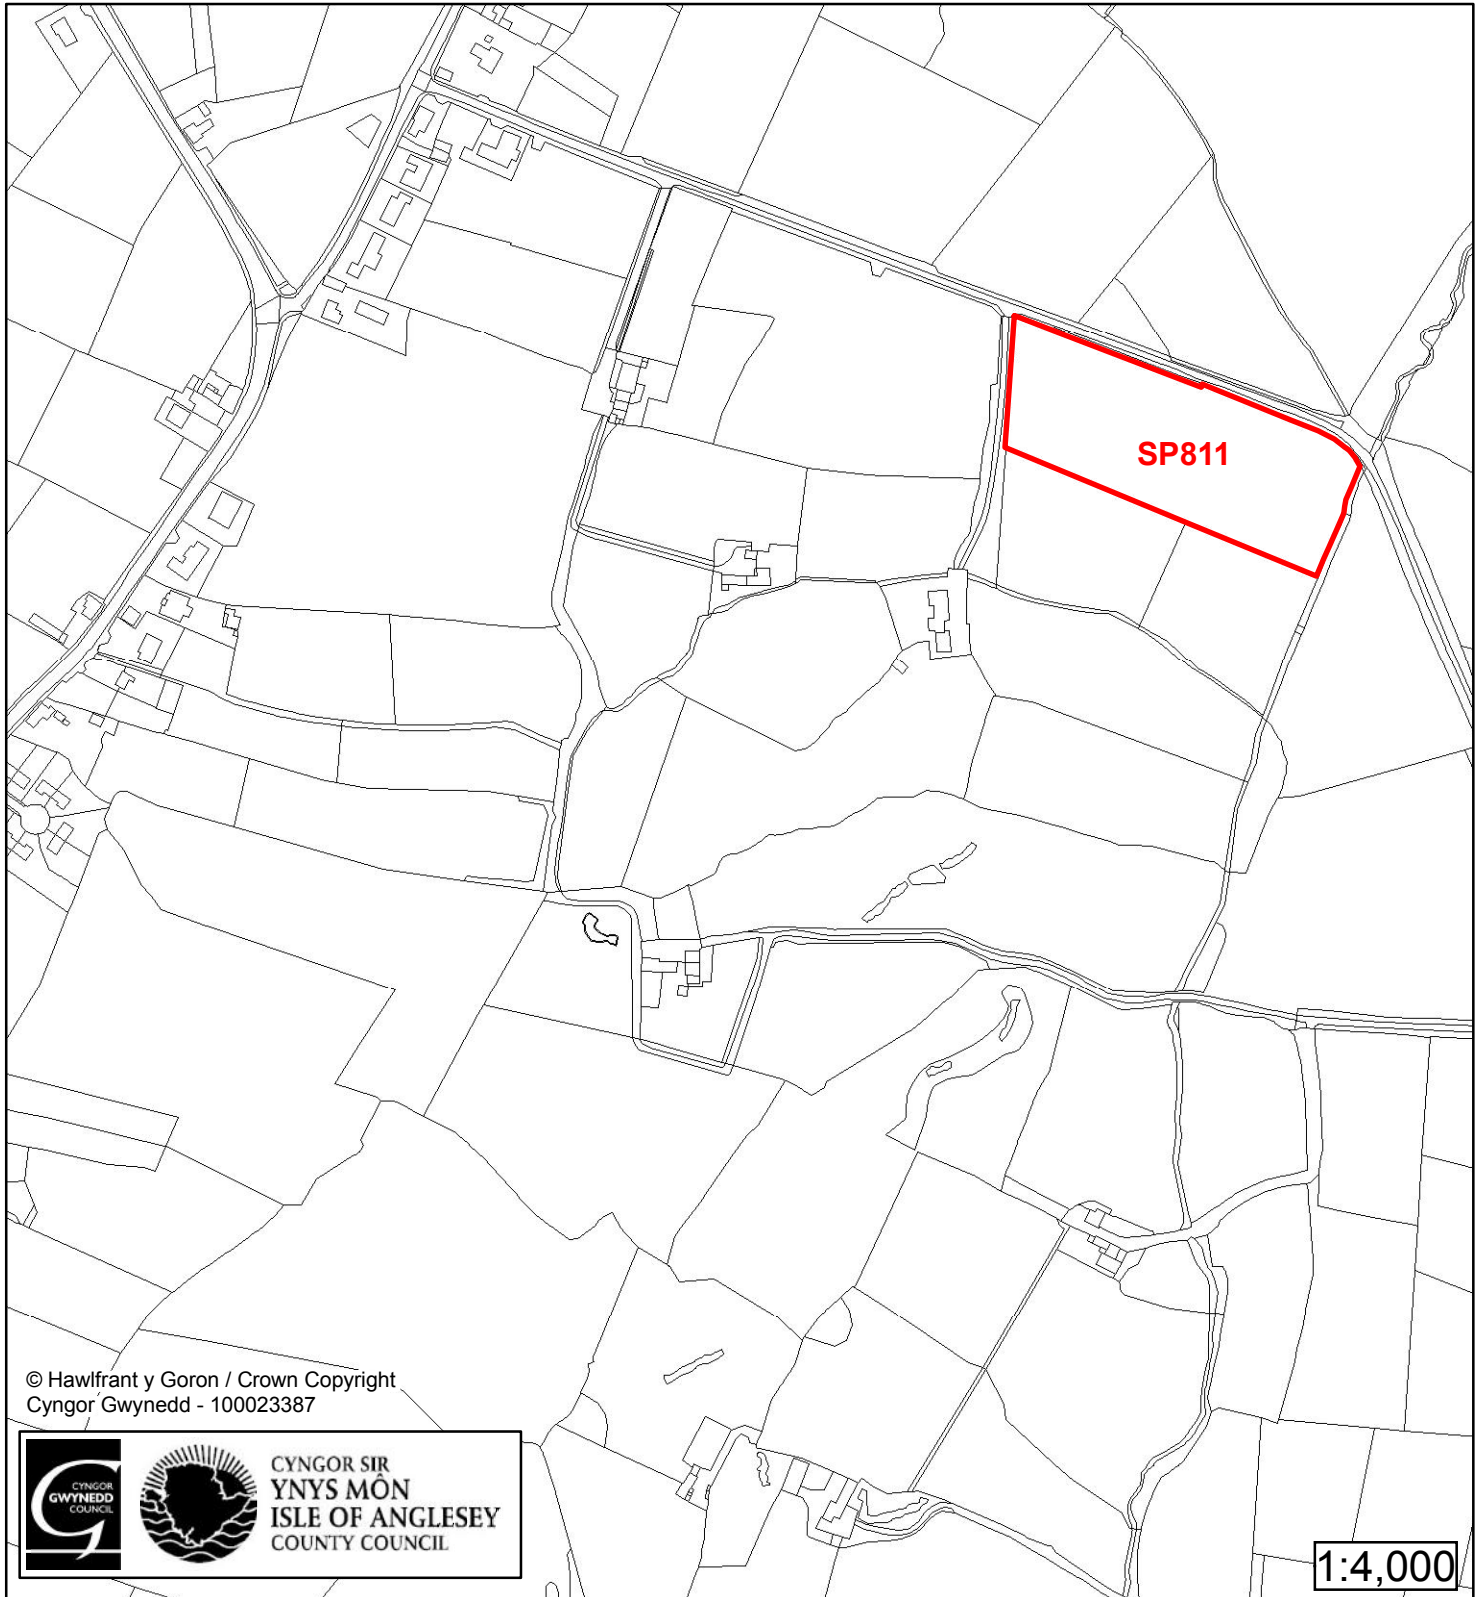 SP811
© Hawlfrant y Goron / Crown Copyright
Cyngor Gwynedd - 100023387
CYNGOR
GWYNEDD
COUNCIL
CYNGOR SIR
YNYS MÔN
ISLE OF ANGLESEY
COUNTY COUNCIL
1:4,000